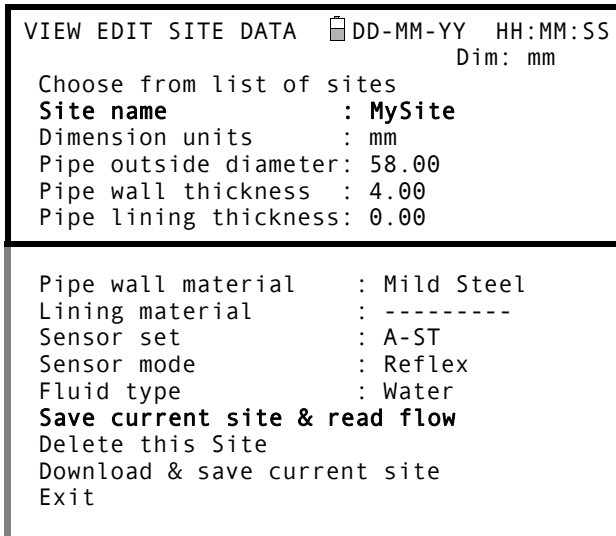 VIEW EDIT SITE DATA DD-MM-YY HH:MM:SS
Dim: mm
Choose from list of sites
Site name : MySite
Dimension units : mm
Pipe outside diameter: 58.00
Pipe wall thickness : 4.00
Pipe lining thickness: 0.00
Pipe wall material : Mild Steel
Lining material : ---------
Sensor set : A-ST
Sensor mode : Reflex
Fluid type : Water
Save current site & read flow
Delete this Site
Download & save current site
Exit